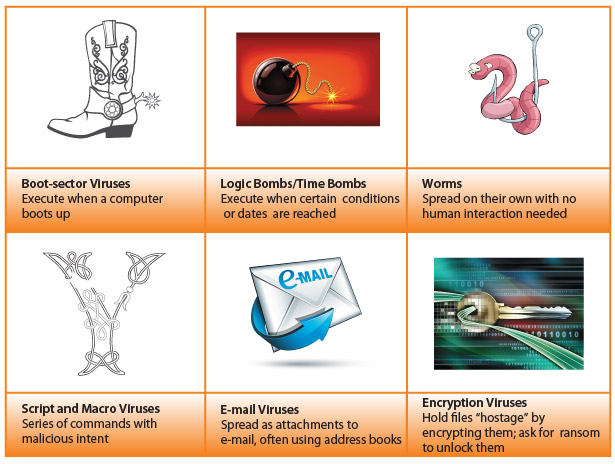 Boot-sector Viruses
Execute when a computer
boots up
Logic Bombs/Time Bombs
Execute when certain conditions
or dates are reached
Worms
Spread on their own with no
human interaction needed
e-MAIL
010010
10110010
Script and Macro Viruses
Series of commands with
malicious intent
E-mail Viruses
Spread as attachments to
e-mail, often using address books
Encryption Viruses
Hold files “hostage” by
encrypting them; ask for ransom
to unlock them